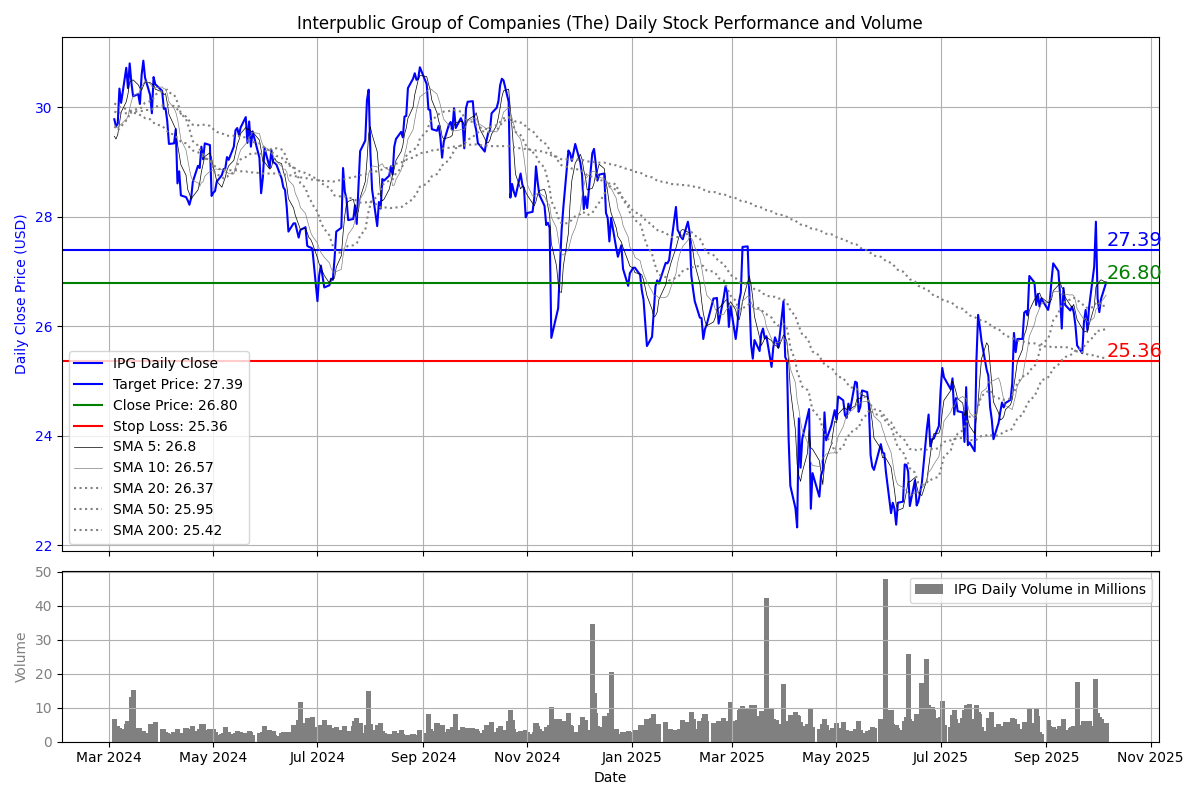 Interpublic Group of Companies (The) Daily Stock Performance and Volume
Daily Close Price (USD)
30
28
26
24
22
27.39
26.80
25.36
IPG Daily Close
Target Price: 27.39
Close Price: 26.80
Stop Loss: 25.36
SMA 5: 26.8
SMA 10: 26.57
SMA 20: 26.37
SMA 50: 25.95
SMA 200: 25.42
Volume
50
40
30
20
10
0
IPG Daily Volume in Millions
Mar 2024 May 2024 Jul 2024 Sep 2024 Nov 2024 Jan 2025 Mar 2025 May 2025 Jul 2025 Sep 2025 Nov 2025
Date